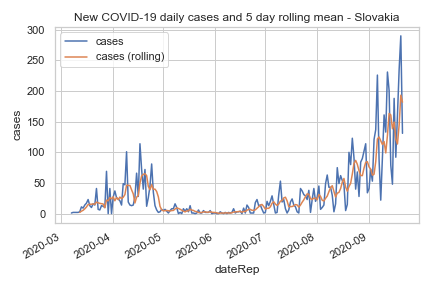 New COVID-19 daily cases and 5 day rolling mean - Slovakia
cases
cases (rolling)
300
250
200
150
100
50
0
cases
2020-03
2020-04
2020-05
2020-06
2020-07
2020-08
2020-09
dateRep